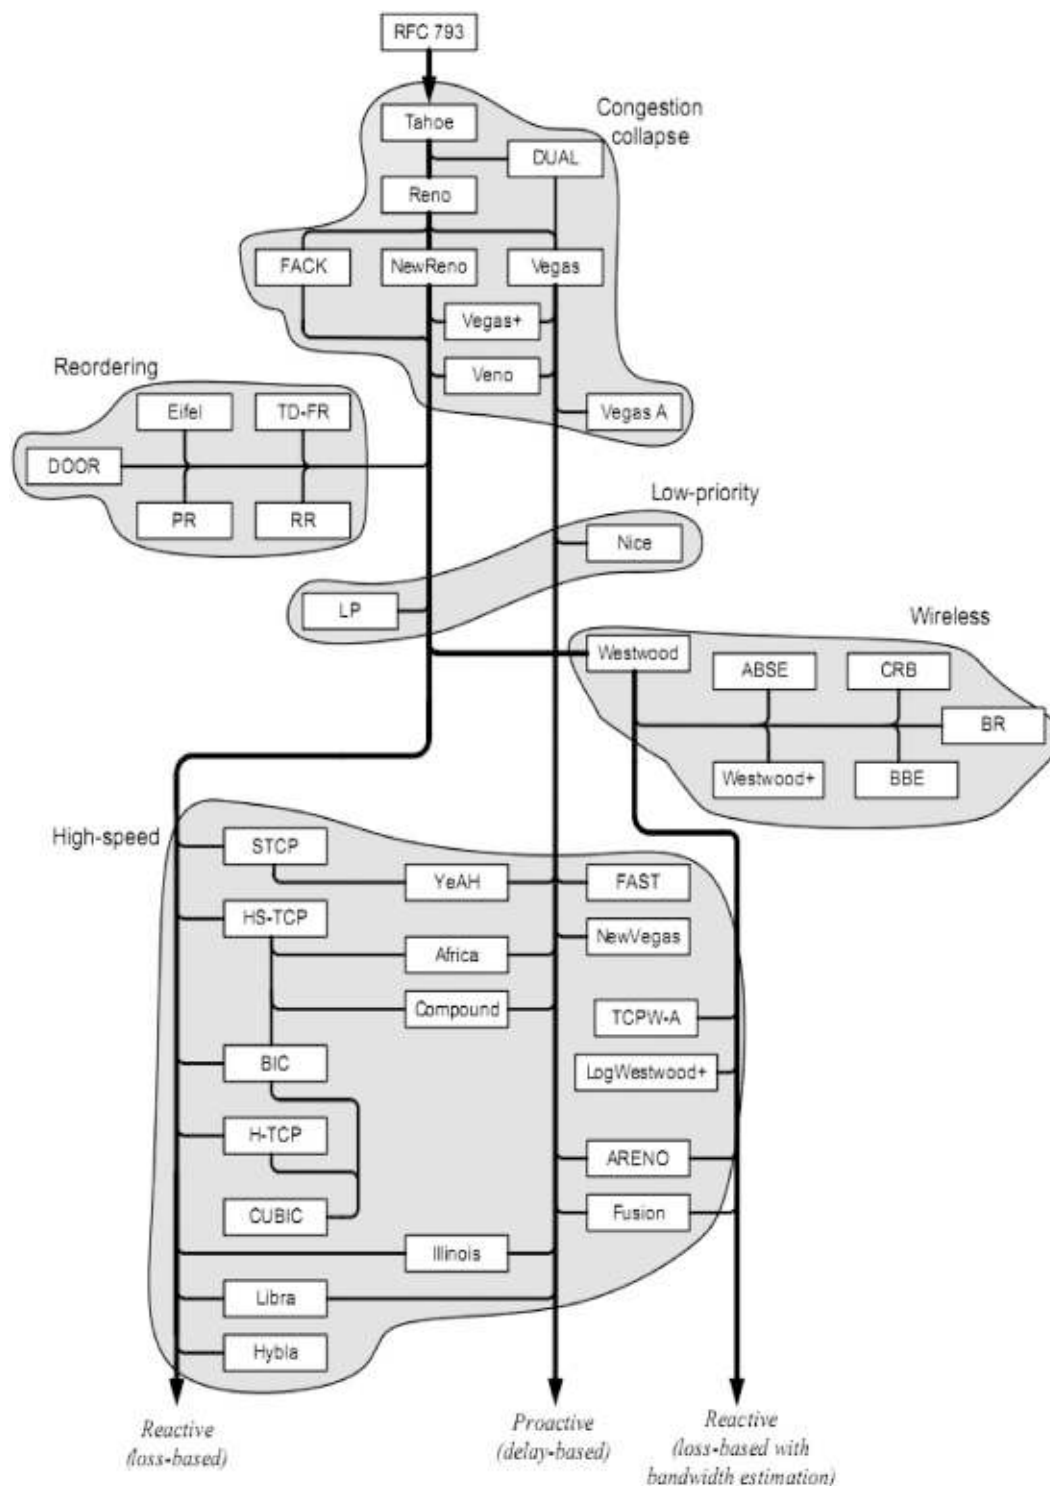 RFC 793
Tahoe
Congestion
collapse
DUAL
Reno
FACK
NewReno
Vegas
Vegas+
Veno
Vegas A
Reordering
Eifel
TD-FR
DOOR
PR
RR
Low-priority
Nice
LP
Wireless
Westwood
ABSE
CRB
BR
Westwood+
BBE
High-speed
STCP
YeAH
FAST
HS-TCP
NewVegas
Africa
Compound
TCPW-A
BIC
LogWestwood+
H-TCP
ARENO
CUBIC
Fusion
Illinois
Libra
Hybla
Reactive
(loss-based)
Proactive
(delay-based)
Reactive
(loss-based with
bandwidth estimation)